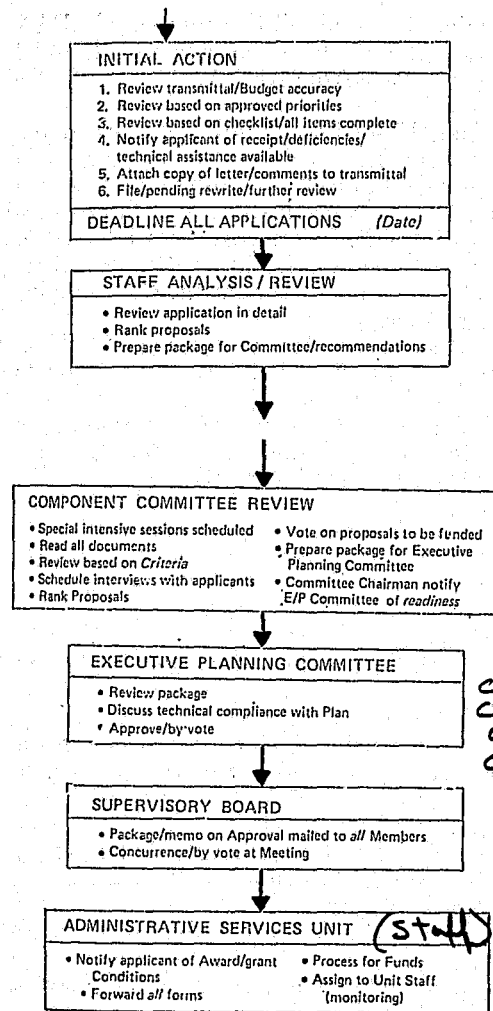 INITIAL ACTION
1. Review transmittal/Budget accuracy
2. Review based on approved priorities
3. Review based on checklist/all items complete
4. Notify applicant of receipt/deficiencies/
technical assistance available
5. Attach copy of letter/comments to transmittal
6. File/pending rewrite/further review
DEADLINE ALL APPLICATIONS (Date)
STAFF ANALYSIS/REVIEW
• Review application in detail
• Rank proposals
• Prepare package for Committee/recommendations
COMPONENT COMMITTEE REVIEW
• Special intensive sessions scheduled
• Read all documents
• Review based on Criteria
• Schedule interviews with applicants
• Rank Proposals
• Vote on proposals to be funded
• Prepare package for Executive
Planning Committee
• Committee Chairman notify
E/P Committee of readiness
EXECUTIVE PLANNING COMMITTEE
• Review package
• Discuss technical compliance with Plan
• Approve/by vote
SUPERVISORY BOARD
• Package/memo on Approval mailed to all Members
• Concurrence/by vote at Meeting
ADMINISTRATIVE SERVICES UNIT (Staff)
• Notify applicant of Award/grant
Conditions
• Forward all forms
• Process for Funds
• Assign to Unit Staff
(monitoring)